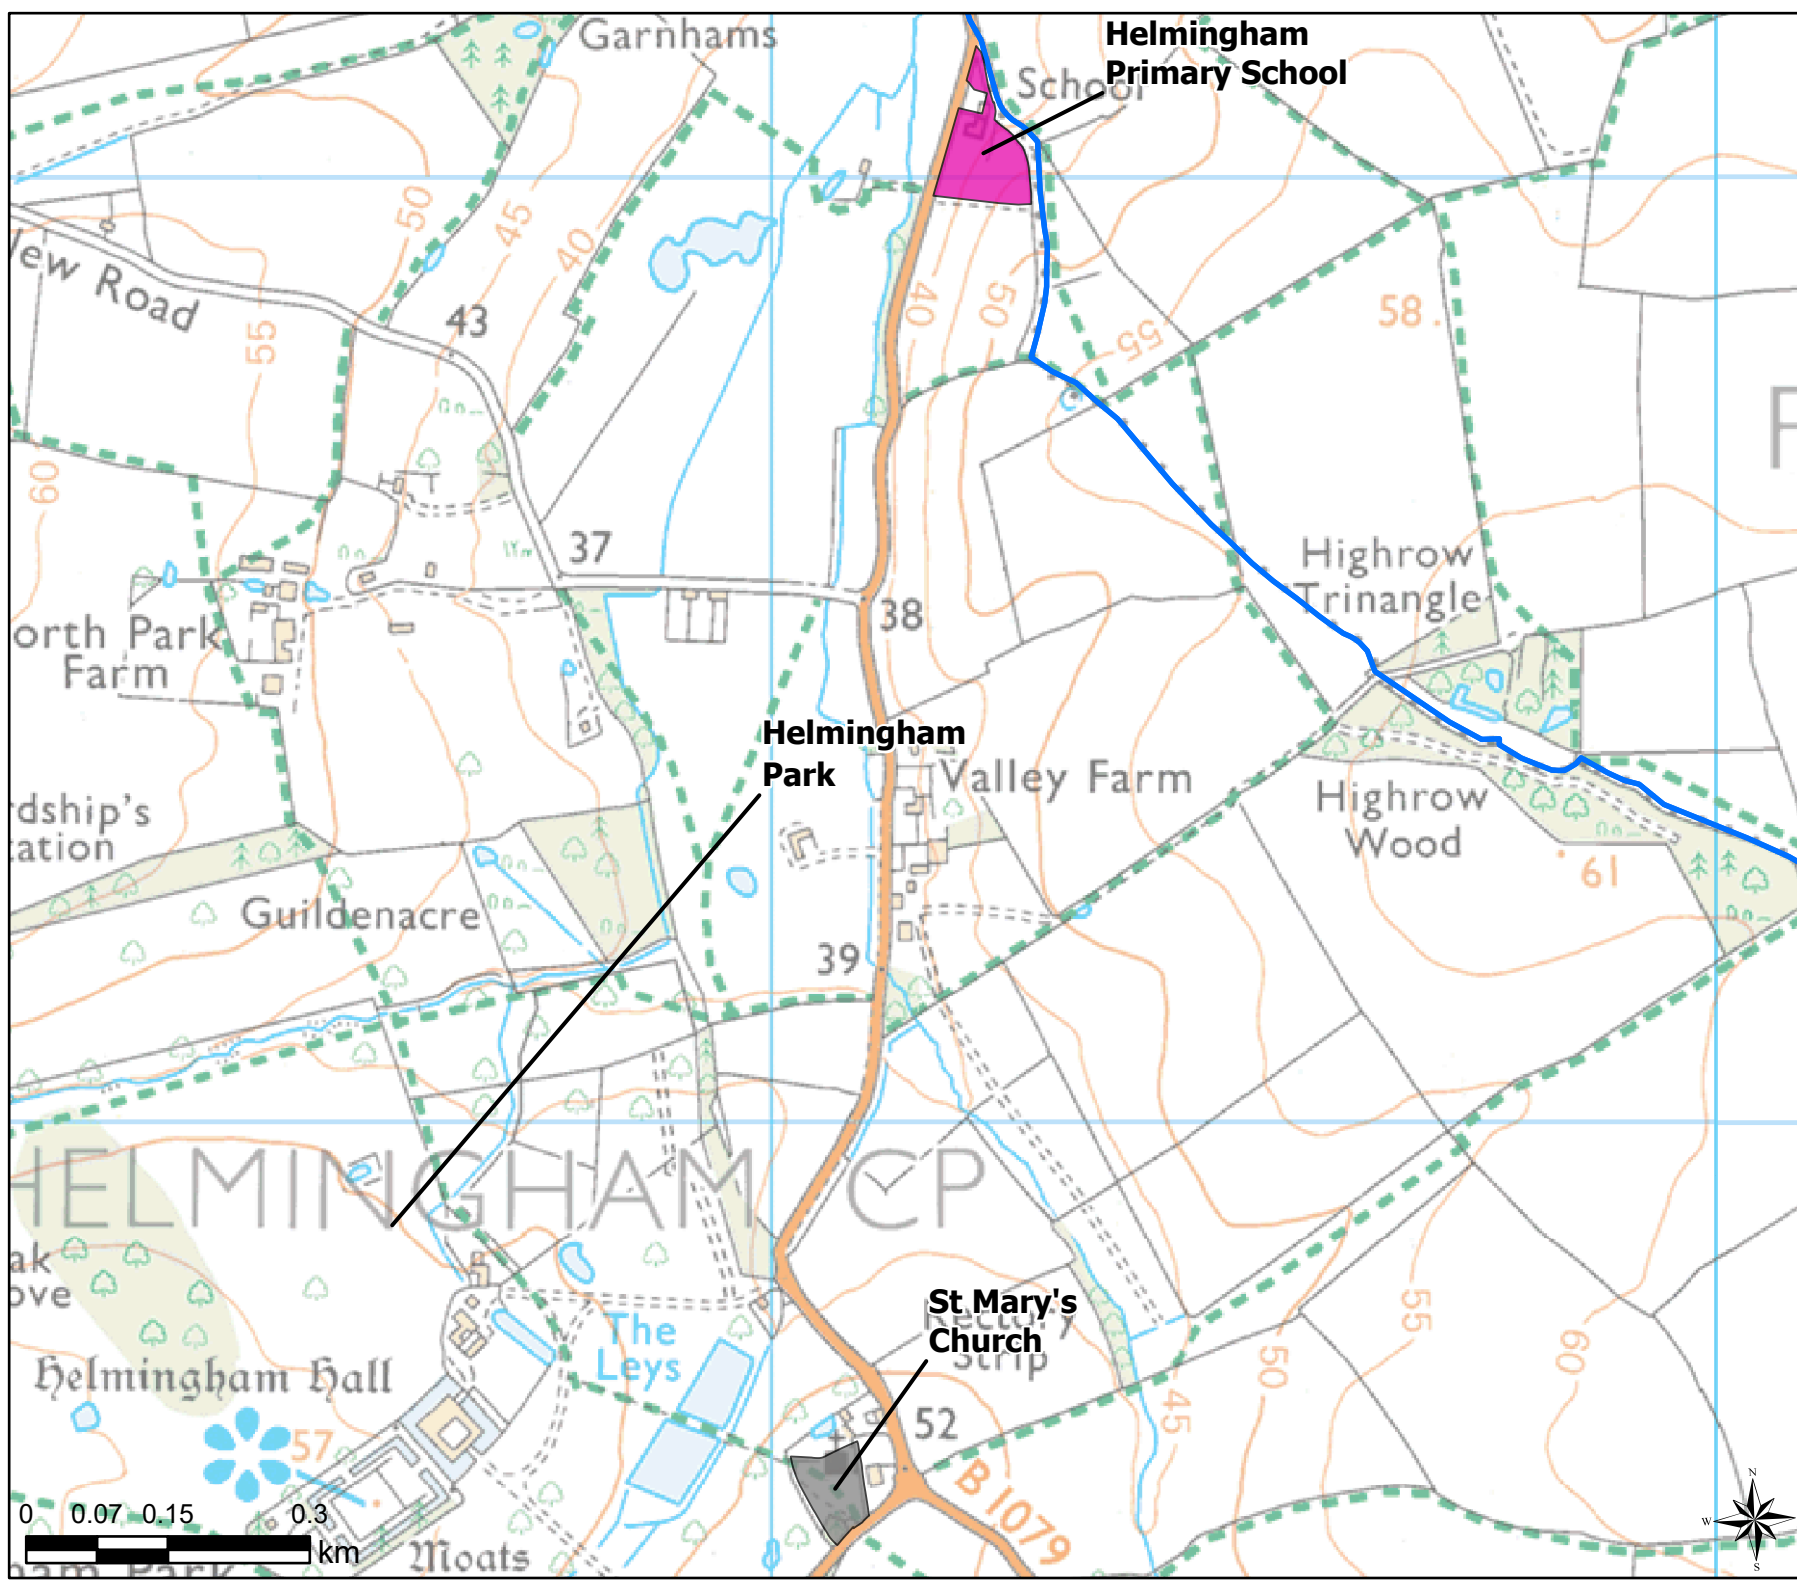 Garnhams
Helmingham
Primary School
School
50
45
40
lew Road
43
55
40
50
55
58
60
37
38
Highrow
Trinangle
orth Park
Farm
Helmingham
Park
Valley Farm
rdship's
tation
Highrow
Wood
61
Guildenacre
39
HELMINGHAM CP
ak
ove
St Mary's
Church
Rectory
Strip
The
Leys
55
50
60
45
Helmingham Hall
57
52
B 1079
0 0.07 0.15 0.3
km
Moats
ham Park
N
W
S